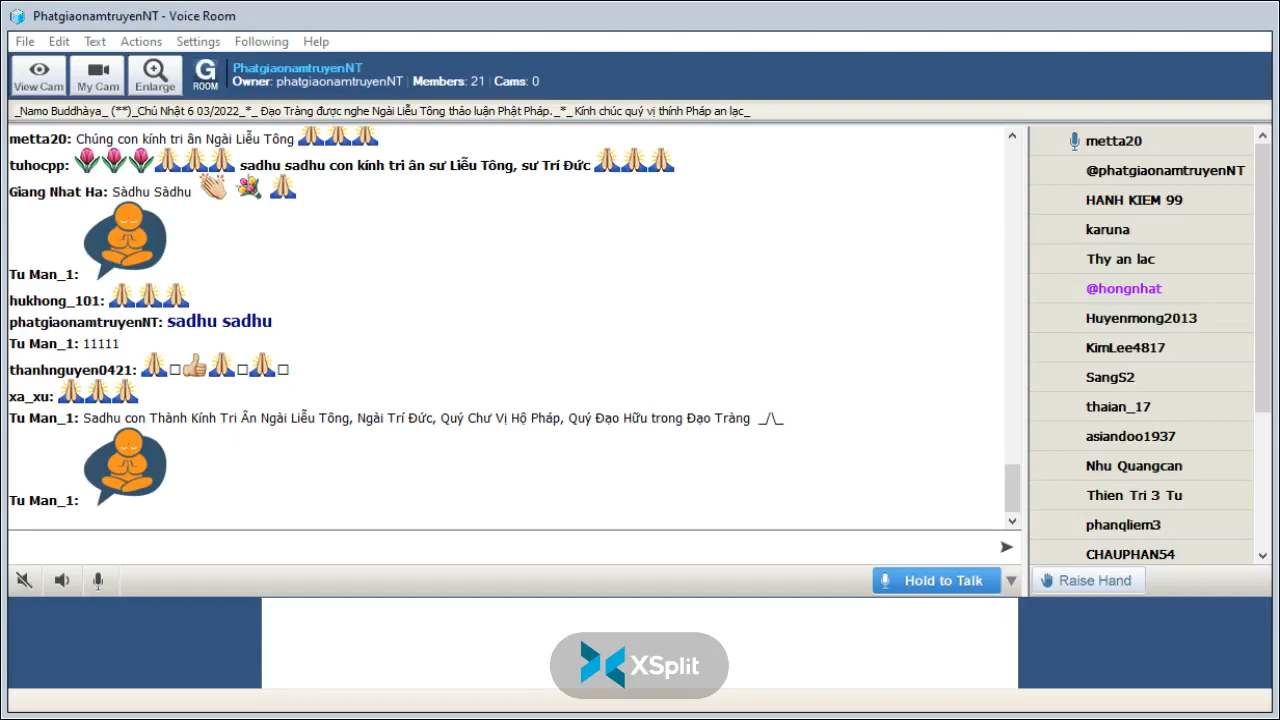 PhatgiaonamtruyenNT - Voice Room
File Edit Text Actions Settings Following Help
View Cam My Cam Enlarge G ROOM
PhatgiaonamtruyenNT
Owner: phatgiaonamtruyenNT | Members: 21 | Cams: 0
_Namo Buddhàya_ (**)_Chủ Nhật 6 03/2022_*_ Đạo Tràng được nghe Ngài Liễu Tông thảo luận Phật Pháp._*_ Kính chúc quý vị thính Pháp an lạc_
metta20: Chúng con kính tri ân Ngài Liễu Tông 🙏🙏🙏
tuhocpp: 🌷🌷🌷🙏🙏🙏 sadhu sadhu con kính tri ân sư Liễu Tông, sư Trí Đức 🙏🙏🙏
Giang Nhat Ha: Sàdhu Sàdhu 👏 💐 🙏
Tu Man_1:
hukhong_101: 🙏🙏🙏
phatgiaonamtruyenNT: sadhu sadhu
Tu Man_1: 11111
thanhnguyen0421: 🙏□👍🙏□🙏□
xa_xu: 🙏🙏🙏
Tu Man_1: Sadhu con Thành Kính Tri Ân Ngài Liễu Tông, Ngài Trí Đức, Quý Chư Vị Hộ Pháp, Quý Đạo Hữu trong Đạo Tràng _/\_
Tu Man_1:
Hold to Talk
metta20
@phatgiaonamtruyenNT
HANH KIEM 99
karuna
Thy an lac
@hongnhat
Huyenmong2013
KimLee4817
SangS2
thaian_17
asiandoo1937
Nhu Quangcan
Thien Tri 3 Tu
phanqliem3
CHAUPHAN54
Raise Hand
XSplit